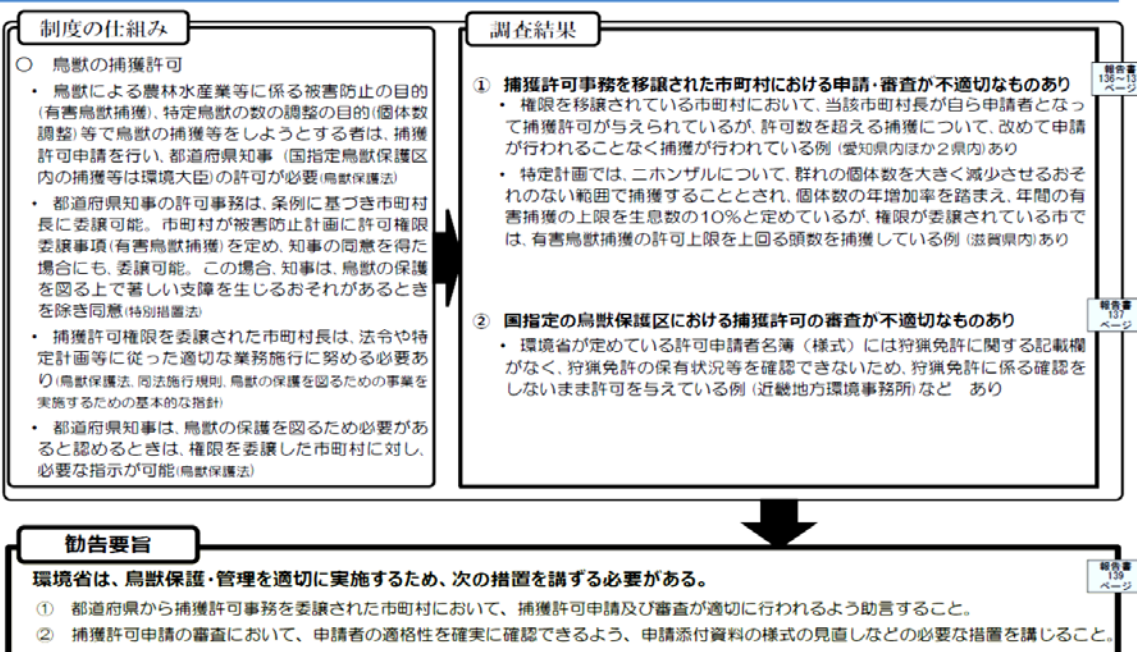 制度の仕組み
○ 鳥獣の捕獲許可
・ 鳥獣による農林水産業等に係る被害防止の目的
(有害鳥獣捕獲)、特定鳥獣の数の調整の目的(個体数
調整)等で鳥獣の捕獲等をしようとする者は、捕獲
許可申請を行い、都道府県知事（国指定鳥獣保護区
内の捕獲等は環境大臣)の許可が必要(鳥獣保護法)
・ 都道府県知事の許可事務は、条例に基づき市町村
長に委譲可能。市町村が被害防止計画に許可権限
委譲事項(有害鳥獣捕獲)を定め、知事の同意を得た
場合にも、委譲可能。この場合、知事は、鳥獣の保護
を図る上で著しい支障を生じるおそれがあるとき
を除き同意(特別措置法)
・ 捕獲許可権限を委譲された市町村長は、法令や特
定計画等に従った適切な業務施行に努める必要あ
り(鳥獣保護法、同法施行規則、鳥獣の保護を図るための事業を
実施するための基本的な指針)
・ 都道府県知事は、鳥獣の保護を図るため必要があ
ると認めるときは、権限を委譲した市町村に対し、
必要な指示が可能(鳥獣保護法)
調査結果
① 捕獲許可事務を移譲された市町村における申請・審査が不適切なものあり
・ 権限を移譲されている市町村において、当該市町村長が自ら申請者となっ
て捕獲許可が与えられているが、許可数を超える捕獲について、改めて申請
が行われることなく捕獲が行われている例 (愛知県内ほか２県内)あり
・ 特定計画では、ニホンザルについて、群れの個体数を大きく減少させるおそ
れのない範囲で捕獲することとされ、個体数の年増加率を踏まえ、年間の有
害捕獲の上限を生息数の10％と定めているが、権限が委譲されている市で
は、有害鳥獣捕獲の許可上限を上回る頭数を捕獲している例 (滋賀県内)あり
報告書
136～13
ページ
② 国指定の鳥獣保護区における捕獲許可の審査が不適切なものあり
・ 環境省が定めている許可申請者名簿（様式）には狩猟免許に関する記載欄
がなく、狩猟免許の保有状況等を確認できないため、狩猟免許に係る確認を
しないまま許可を与えている例 (近畿地方環境事務所)など あり
報告書
137
ページ
勧告要旨
環境省は、鳥獣保護・管理を適切に実施するため、次の措置を講ずる必要がある。
① 都道府県から捕獲許可事務を委譲された市町村において、捕獲許可申請及び審査が適切に行われるよう助言すること。
② 捕獲許可申請の審査において、申請者の適格性を確実に確認できるよう、申請添付資料の様式の見直しなどの必要な措置を講じること。
報告書
139
ページ